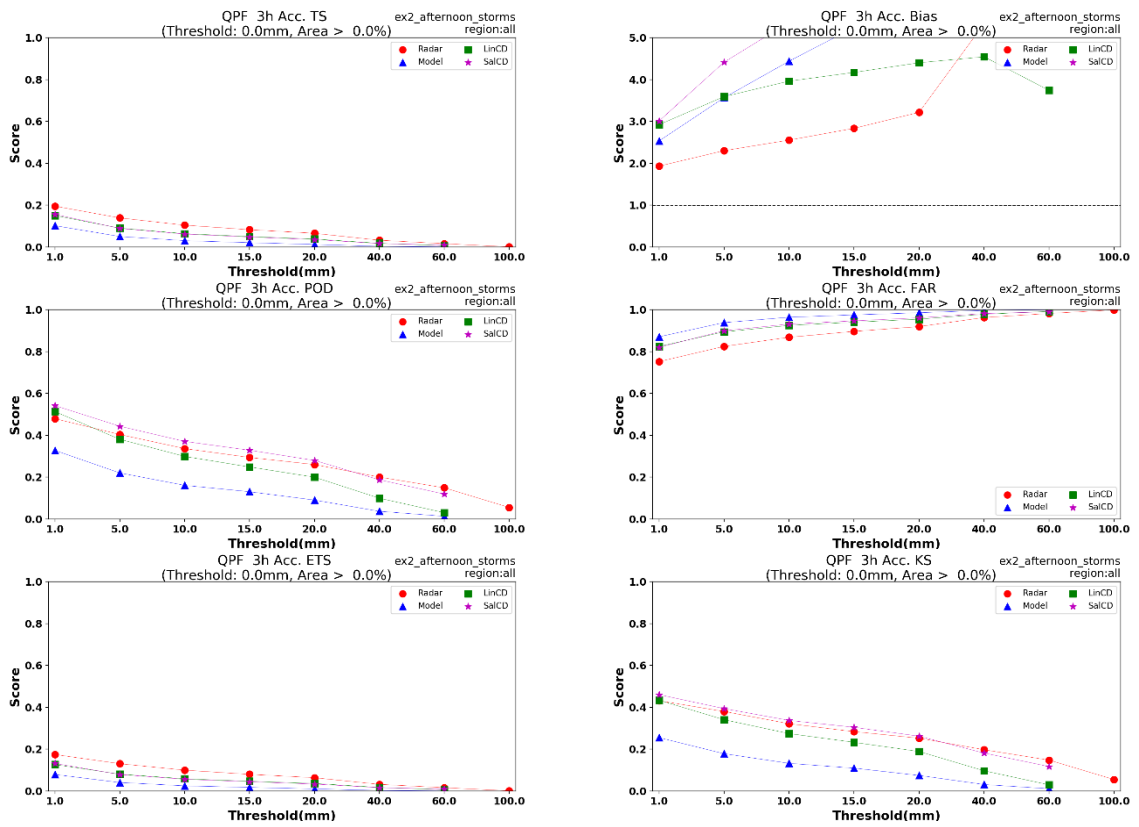 QPF 3h Acc. TS
(Threshold: 0.0mm, Area > 0.0%)
ex2_afternoon_storms
region:all
Radar
Model
LinCD
SalCD
1.0
0.8
0.6
0.4
0.2
0.0
Score
1.0 5.0 10.0 15.0 20.0 40.0 60.0 100.0
Threshold(mm)
QPF 3h Acc. Bias
(Threshold: 0.0mm, Area > 0.0%)
ex2_afternoon_storms
region:all
Radar
Model
LinCD
SalCD
5.0
4.0
3.0
2.0
1.0
0.0
Score
1.0 5.0 10.0 15.0 20.0 40.0 60.0 100.0
Threshold(mm)
QPF 3h Acc. POD
(Threshold: 0.0mm, Area > 0.0%)
ex2_afternoon_storms
region:all
Radar
Model
LinCD
SalCD
1.0
0.8
0.6
0.4
0.2
0.0
Score
1.0 5.0 10.0 15.0 20.0 40.0 60.0 100.0
Threshold(mm)
QPF 3h Acc. FAR
(Threshold: 0.0mm, Area > 0.0%)
ex2_afternoon_storms
region:all
1.0
0.8
0.6
0.4
0.2
0.0
Score
Radar
Model
LinCD
SalCD
1.0 5.0 10.0 15.0 20.0 40.0 60.0 100.0
Threshold(mm)
QPF 3h Acc. ETS
(Threshold: 0.0mm, Area > 0.0%)
ex2_afternoon_storms
region:all
Radar
Model
LinCD
SalCD
1.0
0.8
0.6
0.4
0.2
0.0
Score
1.0 5.0 10.0 15.0 20.0 40.0 60.0 100.0
Threshold(mm)
QPF 3h Acc. KS
(Threshold: 0.0mm, Area > 0.0%)
ex2_afternoon_storms
region:all
Radar
Model
LinCD
SalCD
1.0
0.8
0.6
0.4
0.2
0.0
Score
1.0 5.0 10.0 15.0 20.0 40.0 60.0 100.0
Threshold(mm)